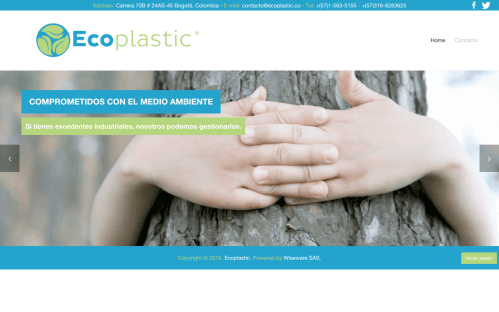 Address: Carrera 70B # 24AS-45 Bogotá, Colombia - E-mail: contacto@ecoplastic.co - Tel: +(57)1-563-5155 - +(57)316-8283625
Ecoplastic®
Home Contacto
COMPROMETIDOS CON EL MEDIO AMBIENTE
Si tienes excedentes industriales, nosotros podemos gestionarlos.
Copyright © 2015. Ecoplastic. Powered by Wiseware SAS.
Iniciar sesión